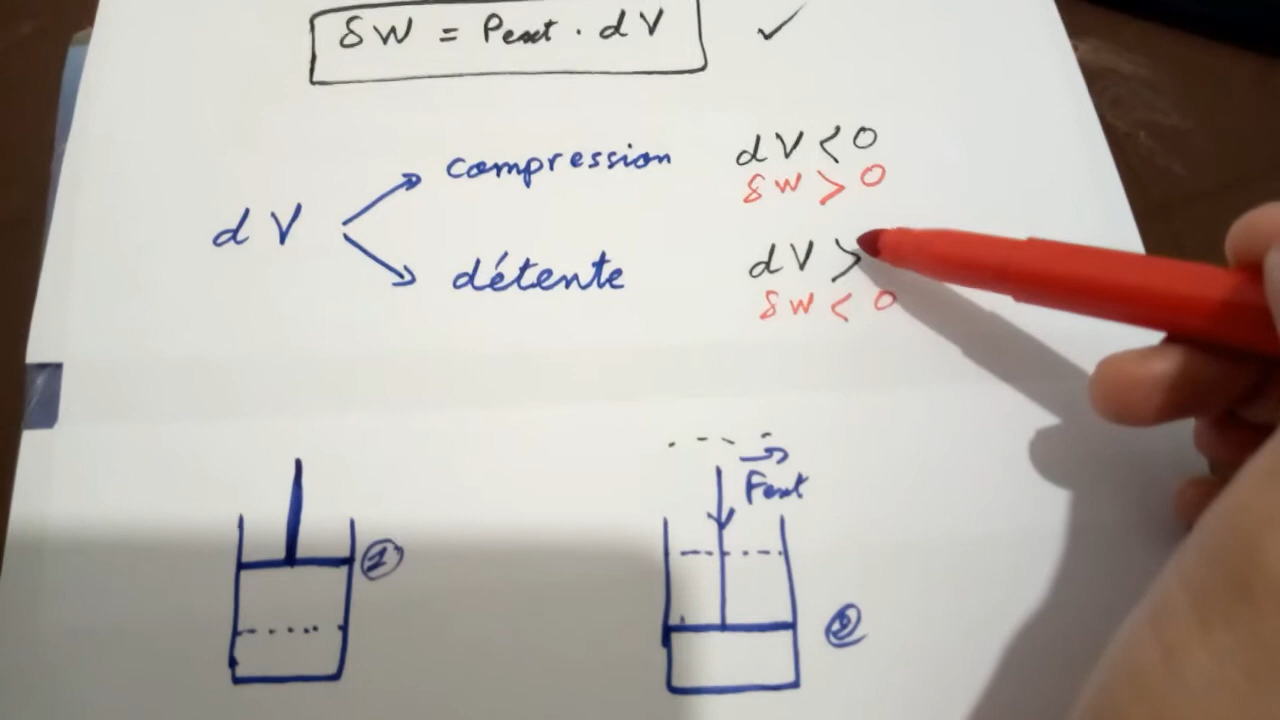 δW = Pext . dV
compression dV < 0
δW > 0
dV
détente dV >
δW < 0
Fext
1
2